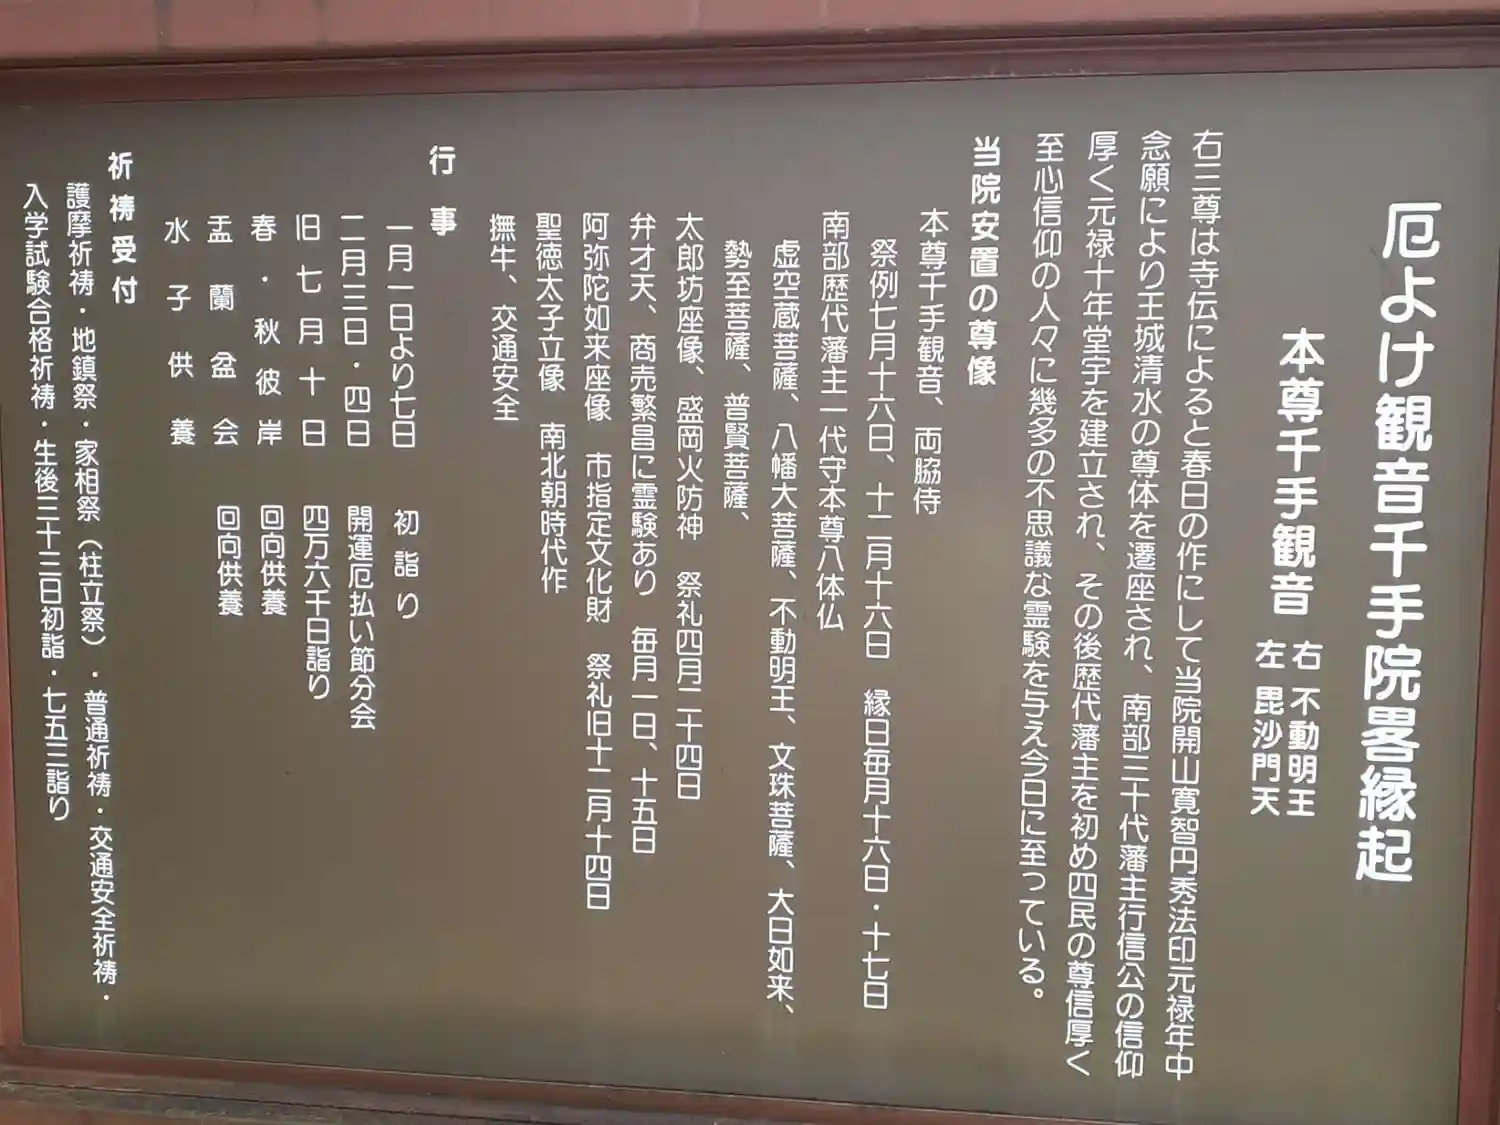 厄よけ観音千手院畧縁起
本尊千手観音 右 不動明王
左 毘沙門天
右三尊は寺伝によると春日の作にして当院開山寛智円秀法印元禄年中
念願により王城清水の尊体を遷座され、南部三十代藩主行信公の信仰
厚く元禄十年堂宇を建立され、その後歴代藩主を初め四民の尊信厚く
至心信仰の人々に幾多の不思議な霊験を与え今日に至っている。
当院安置の尊像
本尊千手観音、両脇侍
祭例七月十六日、十二月十六日 縁日毎月十六日・十七日
南部歴代藩主一代守本尊八体仏
虚空蔵菩薩、八幡大菩薩、不動明王、文珠菩薩、大日如来、
勢至菩薩、普賢菩薩、
太郎坊座像、盛岡火防神 祭礼四月二十四日
弁才天、商売繁昌に霊験あり 毎月一日、十五日
阿弥陀如来座像 市指定文化財 祭礼旧十二月十四日
聖徳太子立像 南北朝時代作
撫牛、交通安全
行事
一月一日より七日 初詣り
二月三日・四日 開運厄払い節分会
旧七月十日 四万六千日詣り
春・秋彼岸 回向供養
盂蘭盆会 回向供養
水子供養
祈祷受付
護摩祈祷・地鎮祭・家相祭（柱立祭）・普通祈祷・交通安全祈祷・
入学試験合格祈祷・生後三十三日初詣・七五三詣り